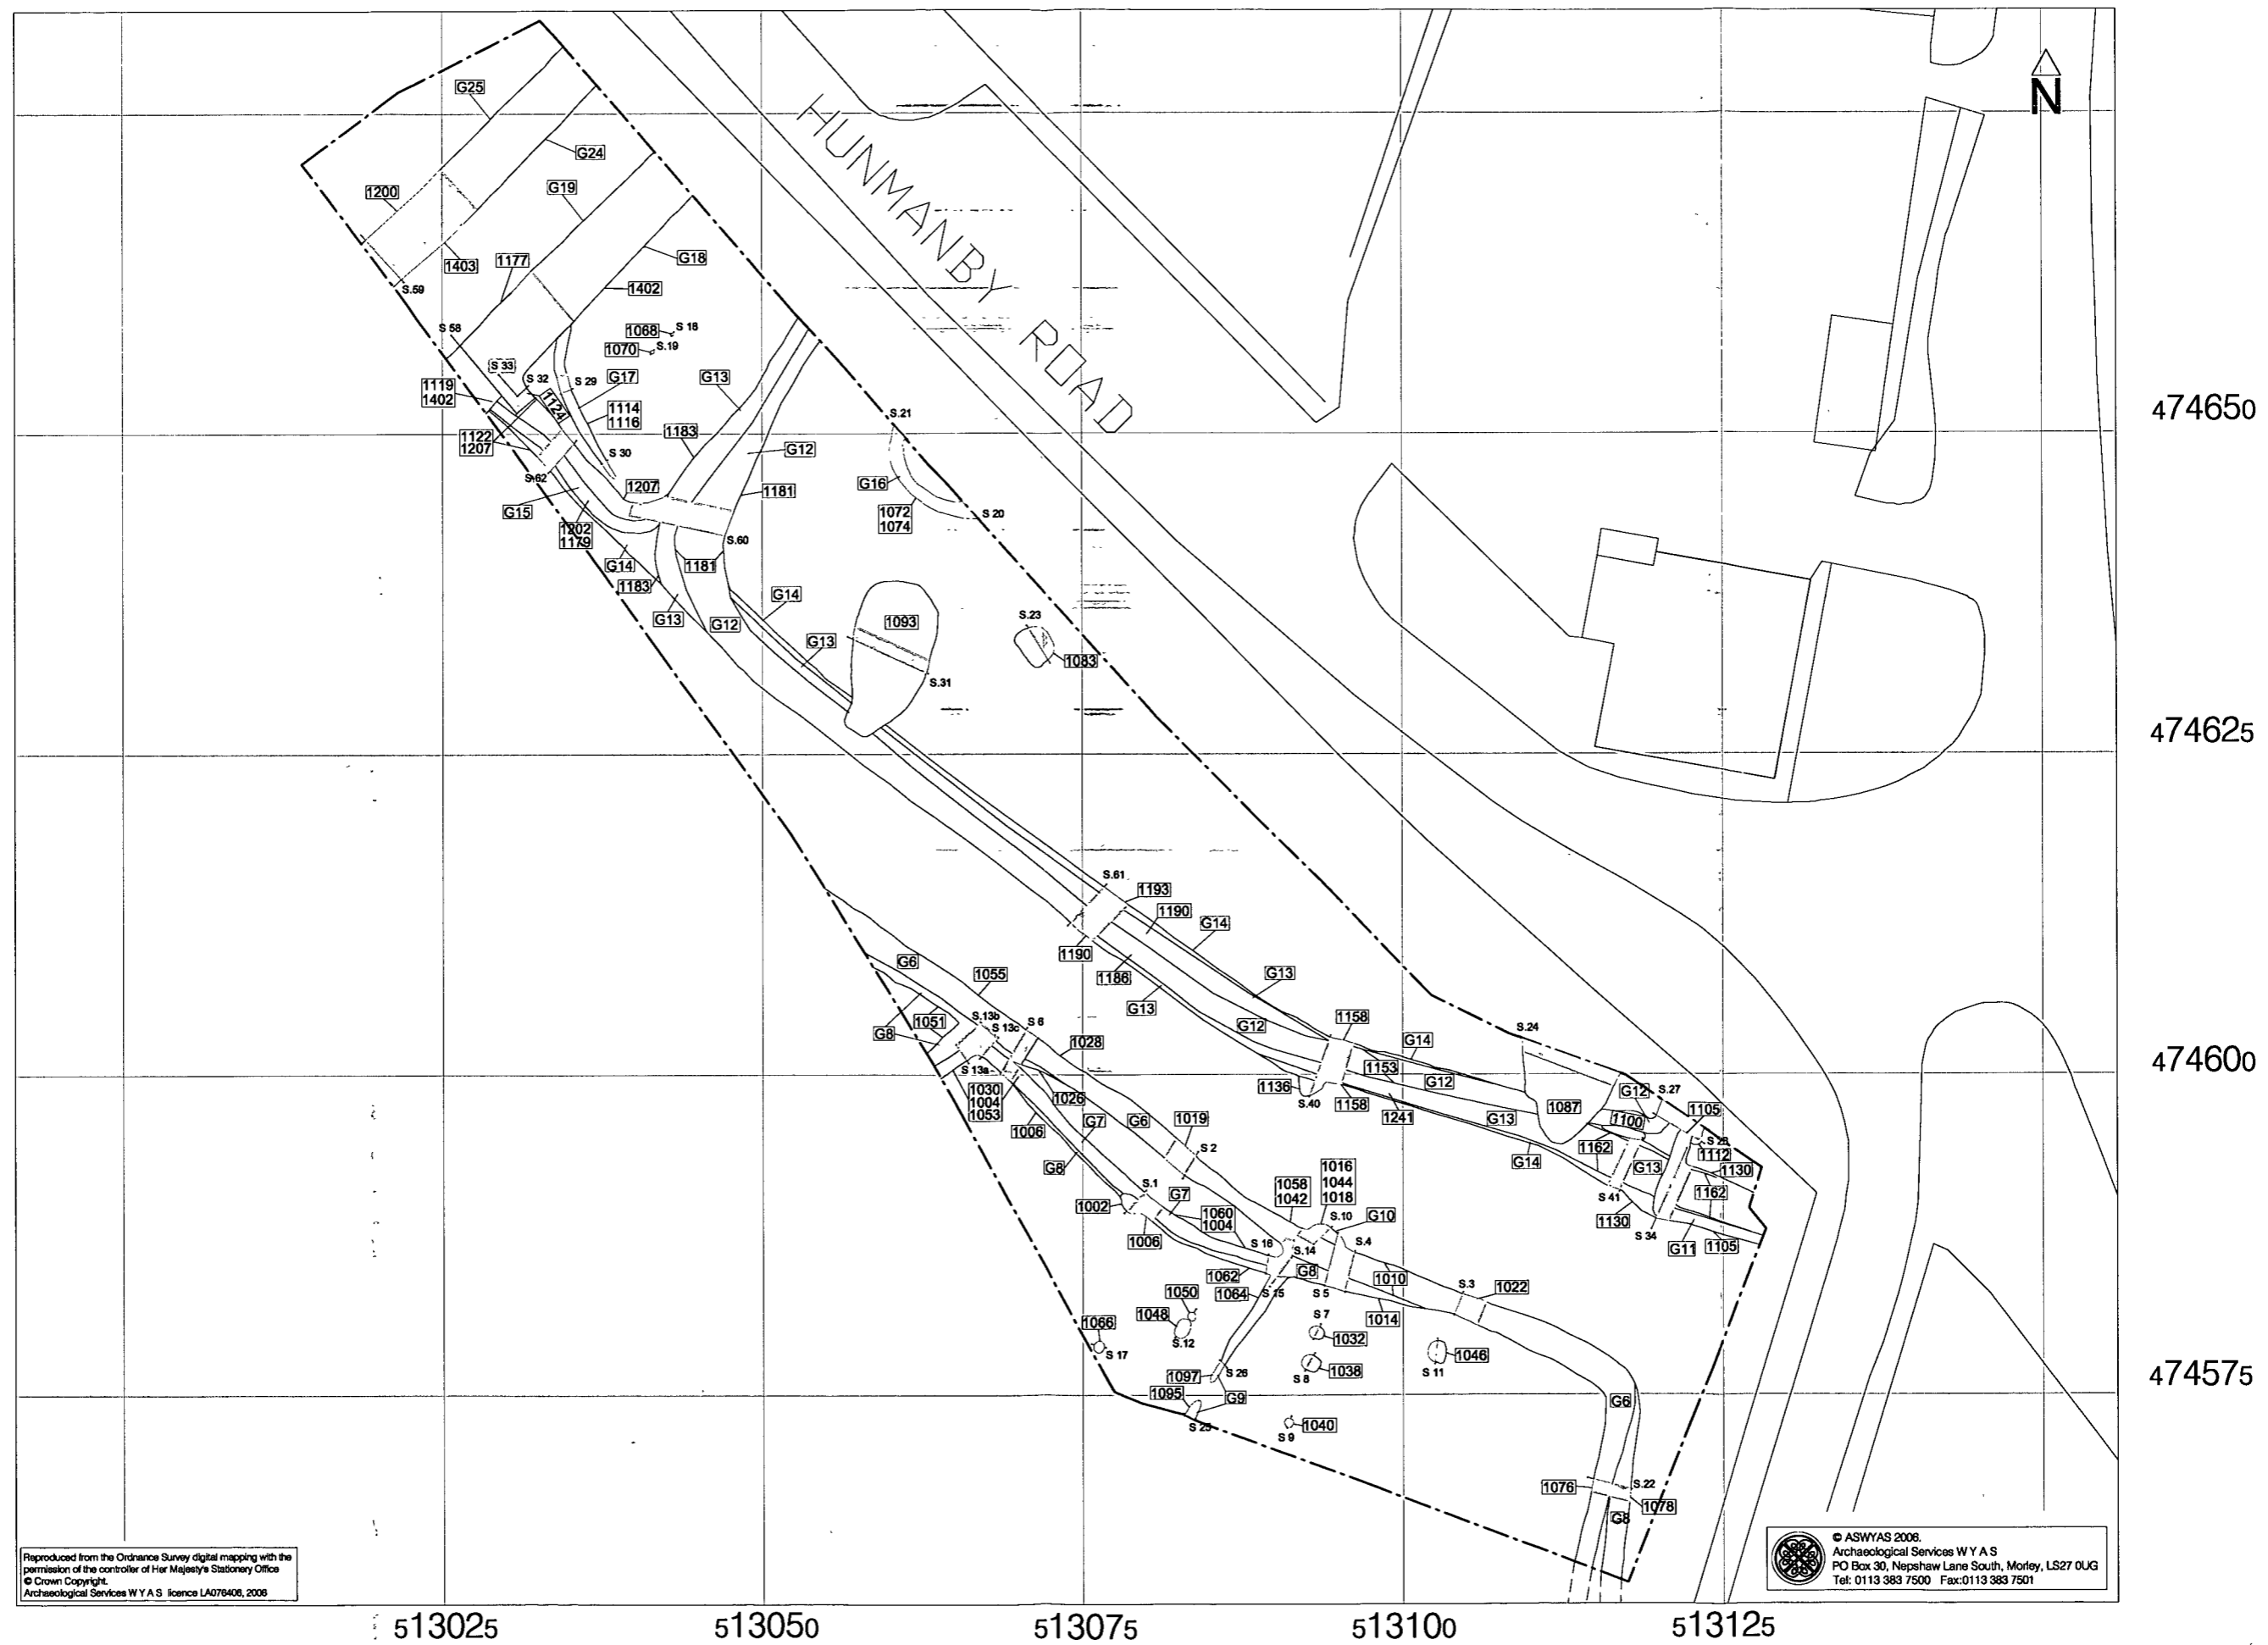 HUNMANBY ROAD
N
G25
G24
1200
G19
1403
1177
G18
S.59
1402
S 58
1068
S 18
1070
S.19
S 33
S 32
S 29
G17
G13
1119
1402
1124
1114
1116
S.21
1122
1207
1183
G12
S 30
S.62
1207
1181
G16
G15
1072
1074
S 20
1202
1179
S.60
G14
1181
1183
G14
G13
G12
1093
S.23
G13
1083
S.31
474650
474625
474600
474575
S.61
1193
1190
G14
1190
G6
1055
1186
G13
G13
1051
S.13b
S 13c
S 6
G12
1158
S.24
G8
1028
G14
1153
G12
S 13a
1136
S.40
1158
1087
G12
S.27
1030
1004
1053
1026
1241
G13
1100
1105
1006
G7
G6
1019
1162
S 28
1112
G8
S 2
G14
G13
1130
1016
1044
1018
1058
1042
S.1
G7
1002
S 41
1162
1060
1004
S.10
G10
1130
1006
S 16
S.14
S.4
S 34
G11
1105
1062
G8
1010
1064
S 15
S 5
S.3
1022
1050
1048
S 7
1014
1066
S.12
1032
S 17
1046
1097
S 26
S 8
1038
S 11
1095
G9
G6
S 25
1040
S 9
1076
S.22
1078
G8
Reproduced from the Ordnance Survey digital mapping with the
permission of the controller of Her Majesty's Stationery Office
© Crown Copyright.
Archaeological Services W Y A S licence LA076406, 2006
© ASWYAS 2006.
Archaeological Services W Y A S
PO Box 30, Nepshaw Lane South, Morley, LS27 0UG
Tel: 0113 383 7500 Fax:0113 383 7501
513025
513050
513075
513100
513125